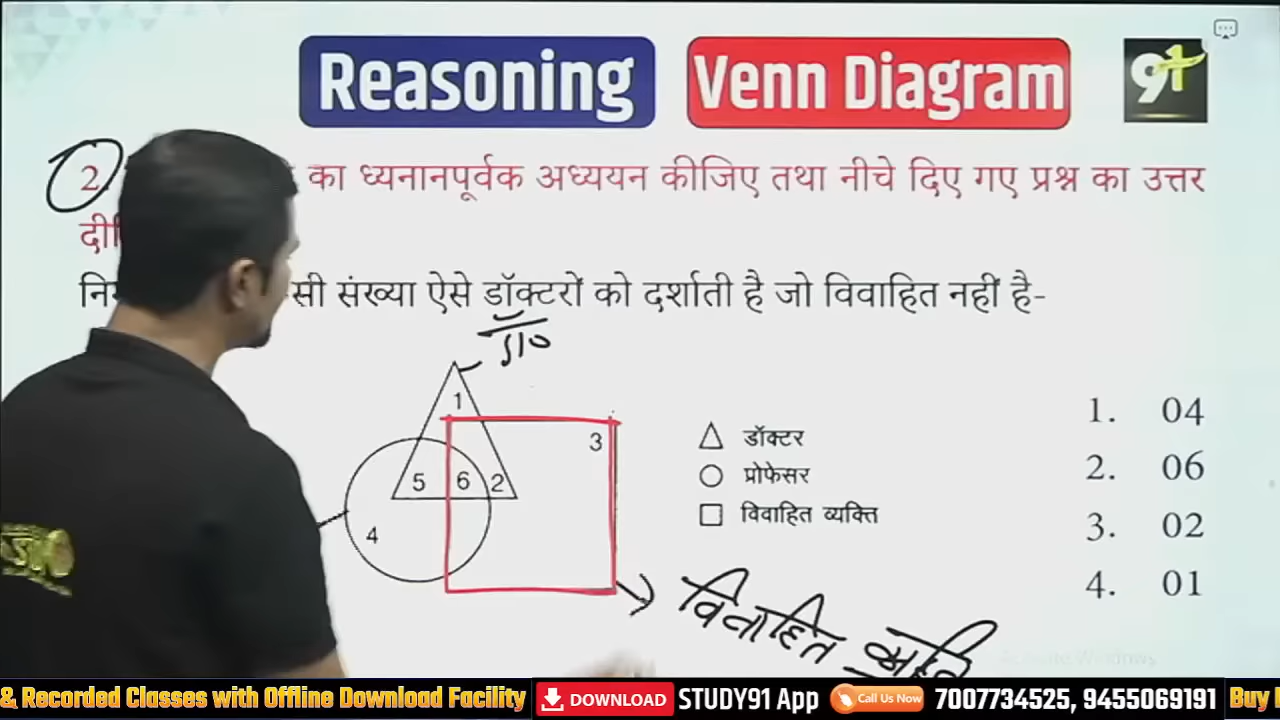 Reasoning Venn Diagram 91
2 का ध्यनानपूर्वक अध्ययन कीजिए तथा नीचे दिए गए प्रश्न का उत्तर
सी संख्या ऐसे डॉक्टरों को दर्शाती है जो विवाहित नहीं है-
डॉ०
1
3
5 6 2
4
डॉक्टर
प्रोफेसर
विवाहित व्यक्ति
1. 04
2. 06
3. 02
4. 01
विवाहित
& Recorded Classes with Offline Download Facility DOWNLOAD STUDY91 App Call Us Now 7007734525, 9455069191 Buy